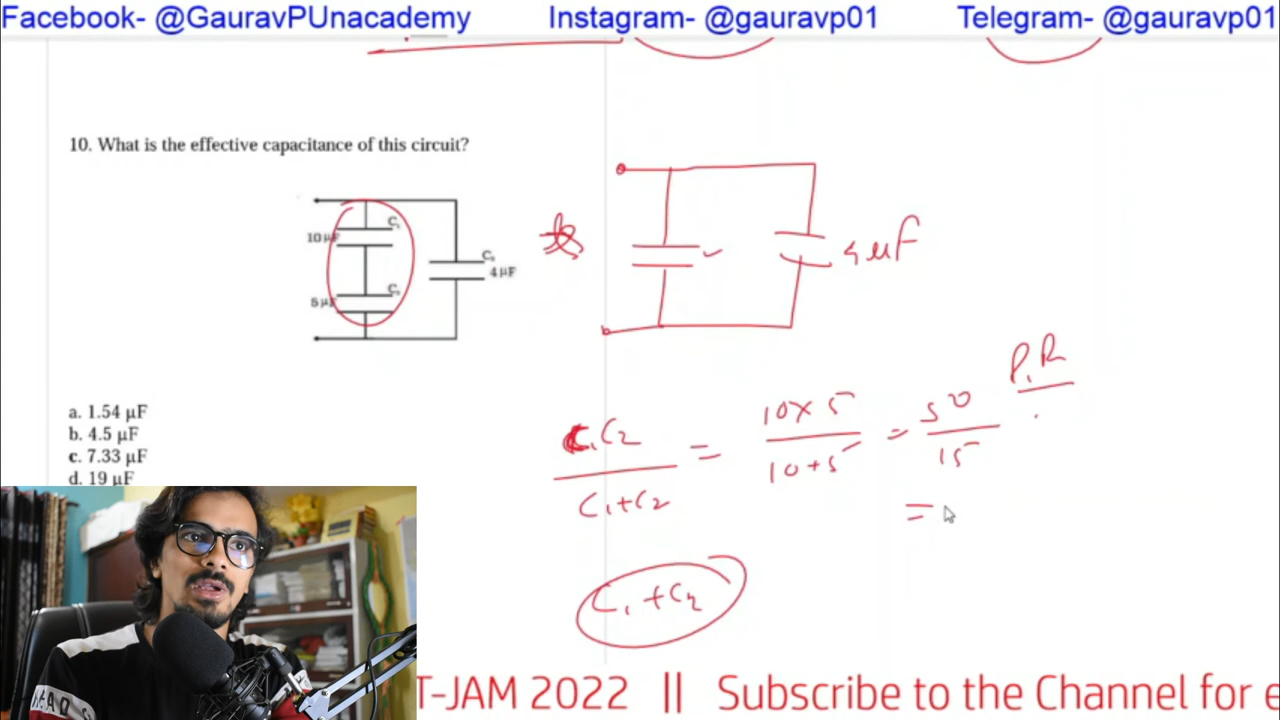 Facebook- @GauravPUnacademy Instagram- @gauravp01 Telegram- @gauravp01
10. What is the effective capacitance of this circuit?
10 μF
C₁
5 μF
C₂
C₃
4 μF
4 μF
a. 1.54 μF
b. 4.5 μF
c. 7.33 μF
d. 19 μF
C₁C₂ / C₁+C₂ = 10×5 / 10+5 = 50 / 15
P.R
=
C₁+C₂
T-JAM 2022 || Subscribe to the Channel for e